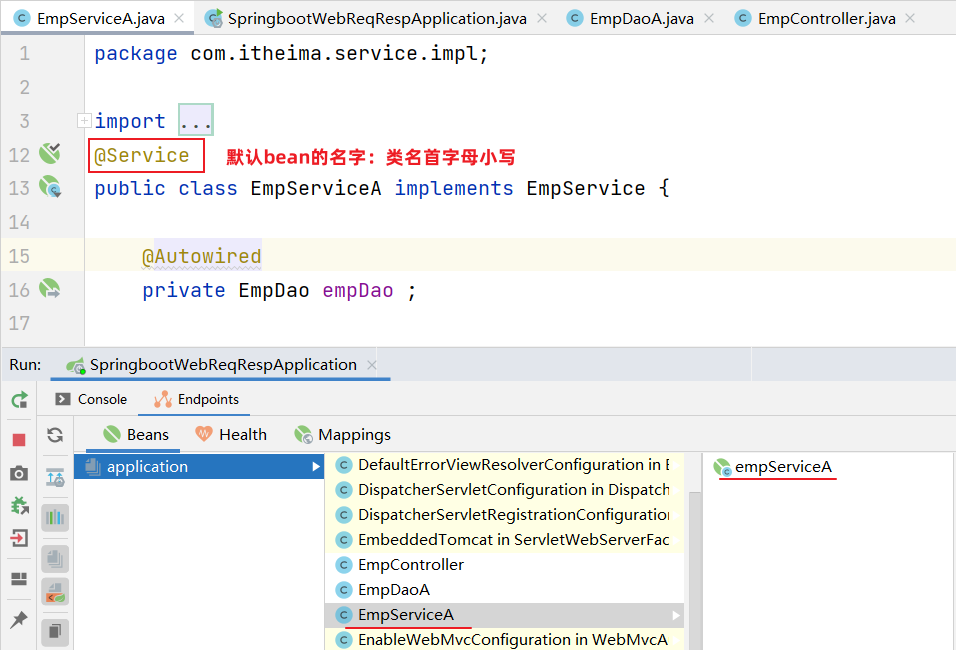 EmpServiceA.java SpringbootWebReqRespApplication.java EmpDaoA.java EmpController.java
1 package com.itheima.service.impl;
2
3 import ...
12 @Service 默认bean的名字：类名首字母小写
13 public class EmpServiceA implements EmpService {
14
15 @Autowired
16 private EmpDao empDao ;
17
Run: SpringbootWebReqRespApplication
Console Endpoints
Beans Health Mappings
application
DefaultErrorViewResolverConfiguration in E
DispatcherServletConfiguration in Dispatch
DispatcherServletRegistrationConfiguration
EmbeddedTomcat in ServletWebServerFac
EmpController
EmpDaoA
EmpServiceA
EnableWebMvcConfiguration in WebMvcA
empServiceA